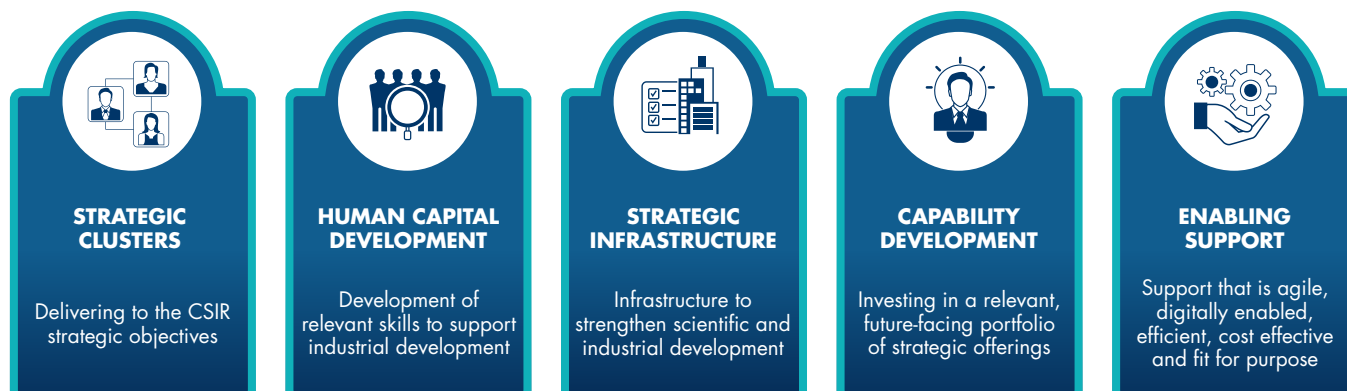 STRATEGIC
CLUSTERS
Delivering to the CSIR
strategic objectives
HUMAN CAPITAL
DEVELOPMENT
Development of
relevant skills to support
industrial development
STRATEGIC
INFRASTRUCTURE
Infrastructure to
strengthen scientific and
industrial development
CAPABILITY
DEVELOPMENT
Investing in a relevant,
future-facing portfolio
of strategic offerings
ENABLING
SUPPORT
Support that is agile,
digitally enabled,
efficient, cost effective
and fit for purpose